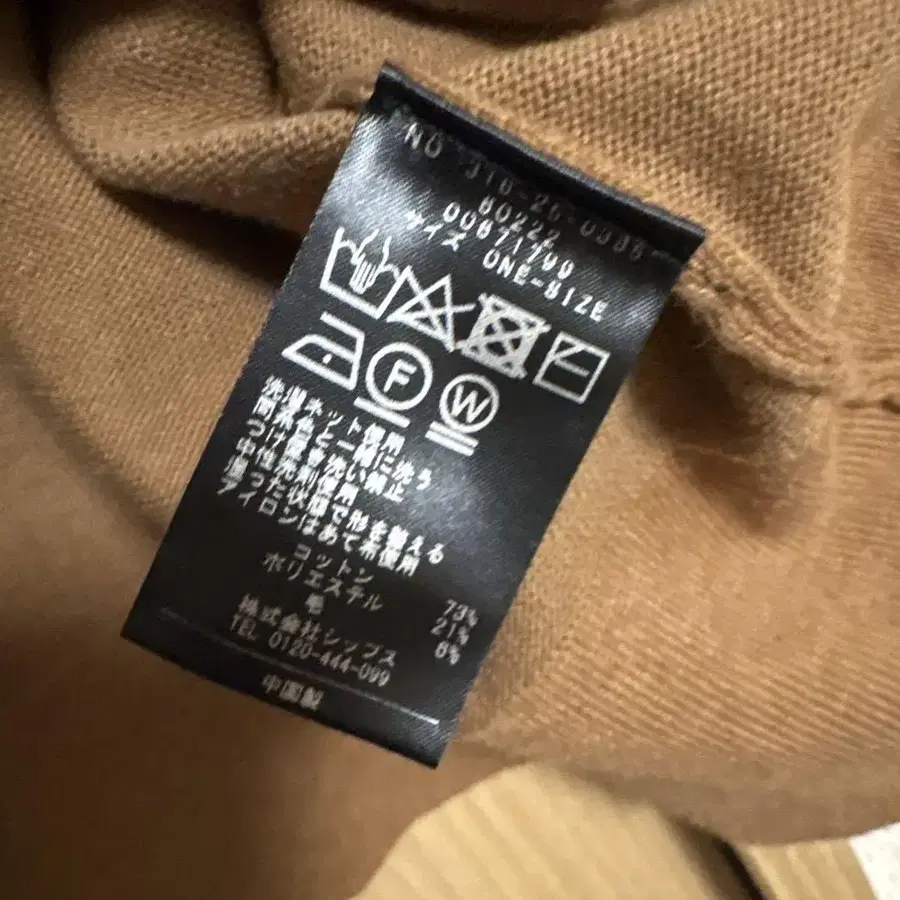 NO
80222
00871799
サイズ ONE-SIZE
F W
洗濯ネット使用
同系色と一緒に洗う
つけ置き洗い禁止
中性洗剤使用
湿った状態で形を整える
アイロンはあて布使用
コットン 73%
ポリエステル 21%
毛 6%
株式会社シップス
TEL 0120-444-099
中国製